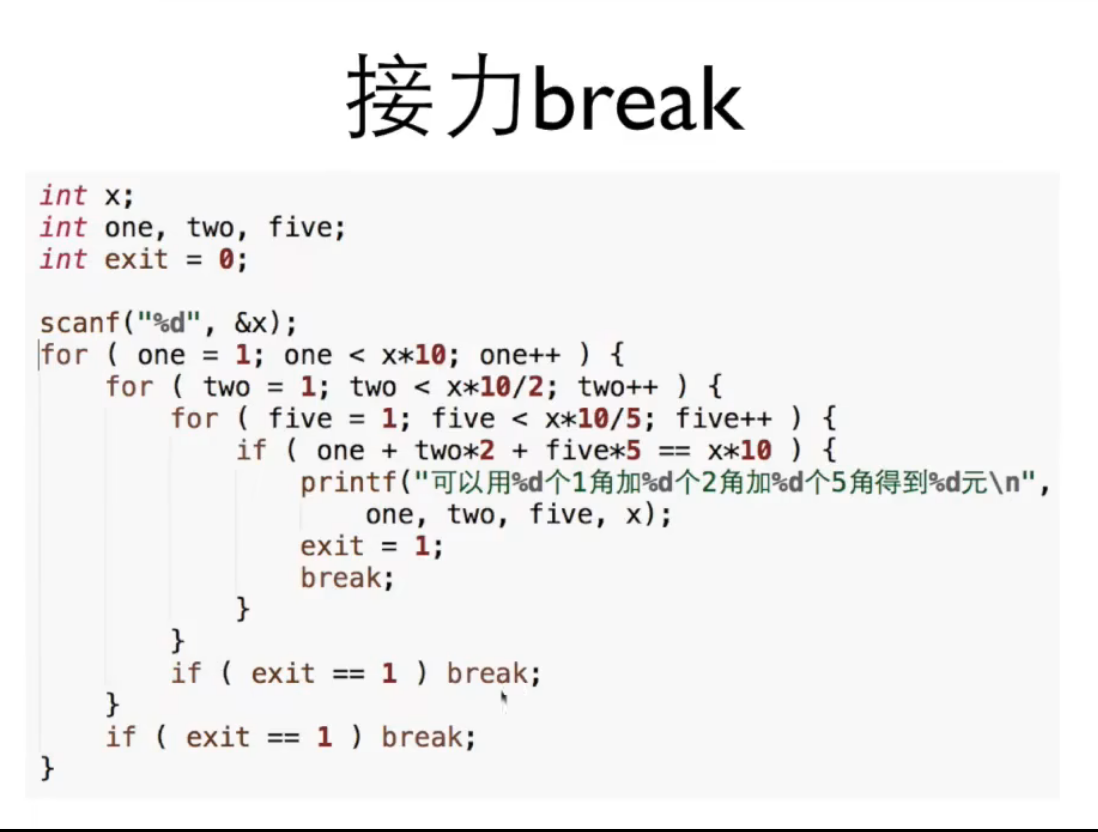 接力break
int x;
int one, two, five;
int exit = 0;
scanf("%d", &x);
for ( one = 1; one < x*10; one++ ) {
for ( two = 1; two < x*10/2; two++ ) {
for ( five = 1; five < x*10/5; five++ ) {
if ( one + two*2 + five*5 == x*10 ) {
printf("可以用%d个1角加%d个2角加%d个5角得到%d元\n",
one, two, five, x);
exit = 1;
break;
}
}
if ( exit == 1 ) break;
}
if ( exit == 1 ) break;
}